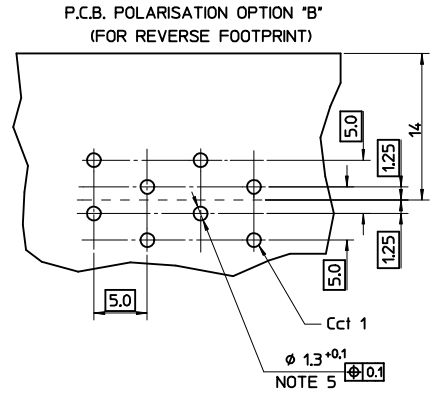 P.C.B. POLARISATION OPTION "B"
(FOR REVERSE FOOTPRINT)
14
5.0
1.25
1.25
5.0
5.0
Cct 1
ø 1.3 +0.1
NOTE 5 ⌖ 0.1